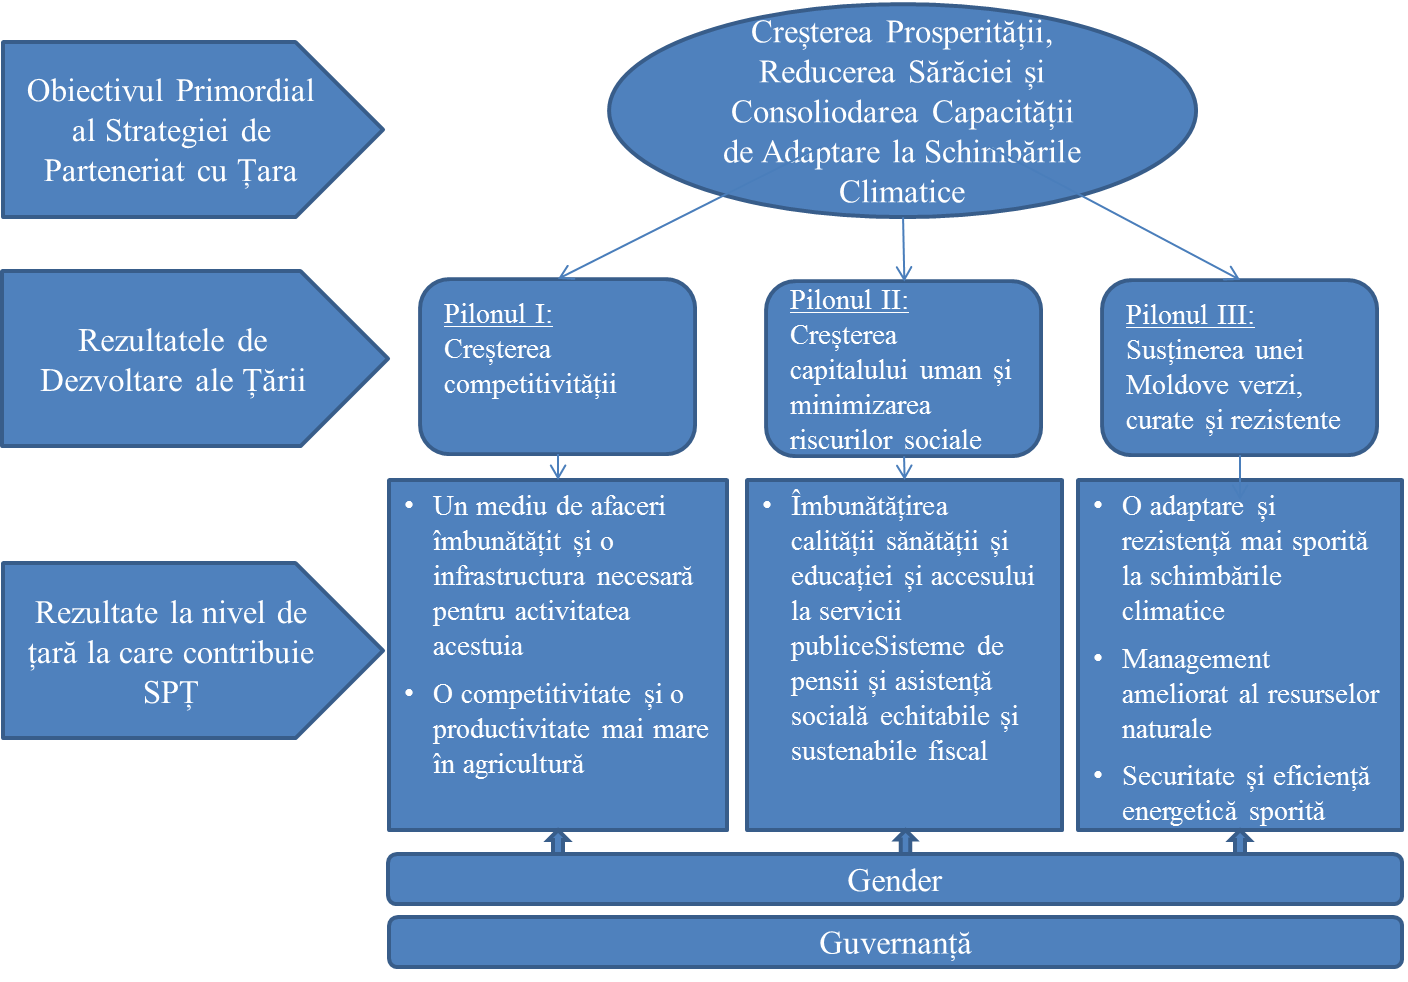 Creșterea Prosperității,
Reducerea Sărăciei și
Consoliodarea Capacității
de Adaptare la Schimbările
Climatice
Obiectivul Primordial
al Strategiei de
Parteneriat cu Țara
Rezultatele de
Dezvoltare ale Țării
Pilonul I:
Creșterea
competitivității
Pilonul II:
Creșterea
capitalului uman și
minimizarea
riscurilor sociale
Pilonul III:
Susținerea unei
Moldove verzi,
curate și rezistente
Rezultate la nivel de
țară la care contribuie
SPȚ
• Un mediu de afaceri
îmbunătățit și o
infrastructura necesară
pentru activitatea
acestuia
• O competitivitate și o
productivitate mai mare
în agricultură
• Îmbunătățirea
calității sănătății și
educației și accesului
la servicii
publiceSisteme de
pensii și asistență
socială echitabile și
sustenabile fiscal
• O adaptare și
rezistență mai sporită
la schimbările
climatice
• Management
ameliorat al resurselor
naturale
• Securitate și eficiență
energetică sporită
Gender
Guvernanță